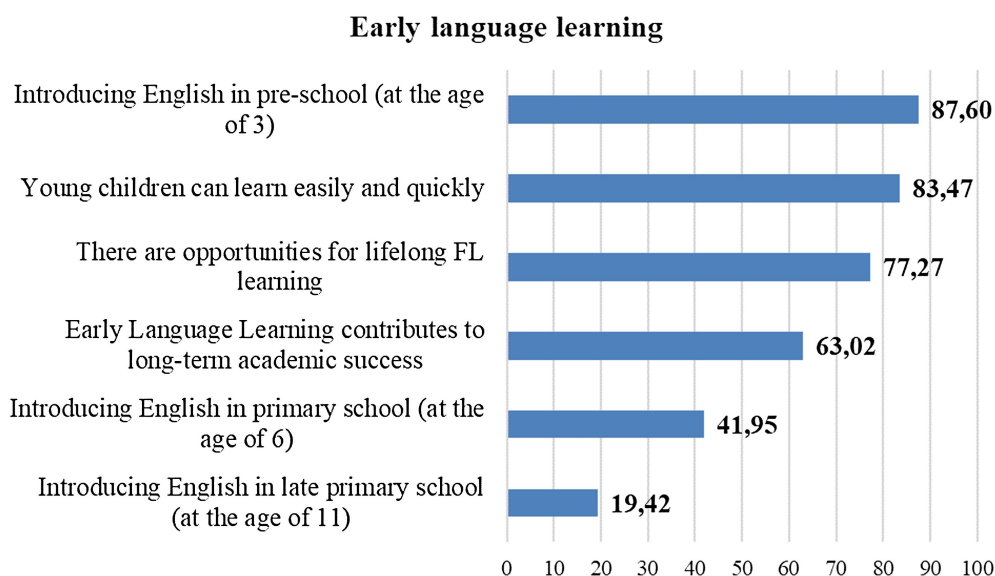 Early language learning
Introducing English in pre-school (at the age
of 3)
87,60
Young children can learn easily and quickly
83,47
There are opportunities for lifelong FL
learning
77,27
Early Language Learning contributes to
long-term academic success
63,02
Introducing English in primary school (at the
age of 6)
41,95
Introducing English in late primary school
(at the age of 11)
19,42
0 10 20 30 40 50 60 70 80 90 100